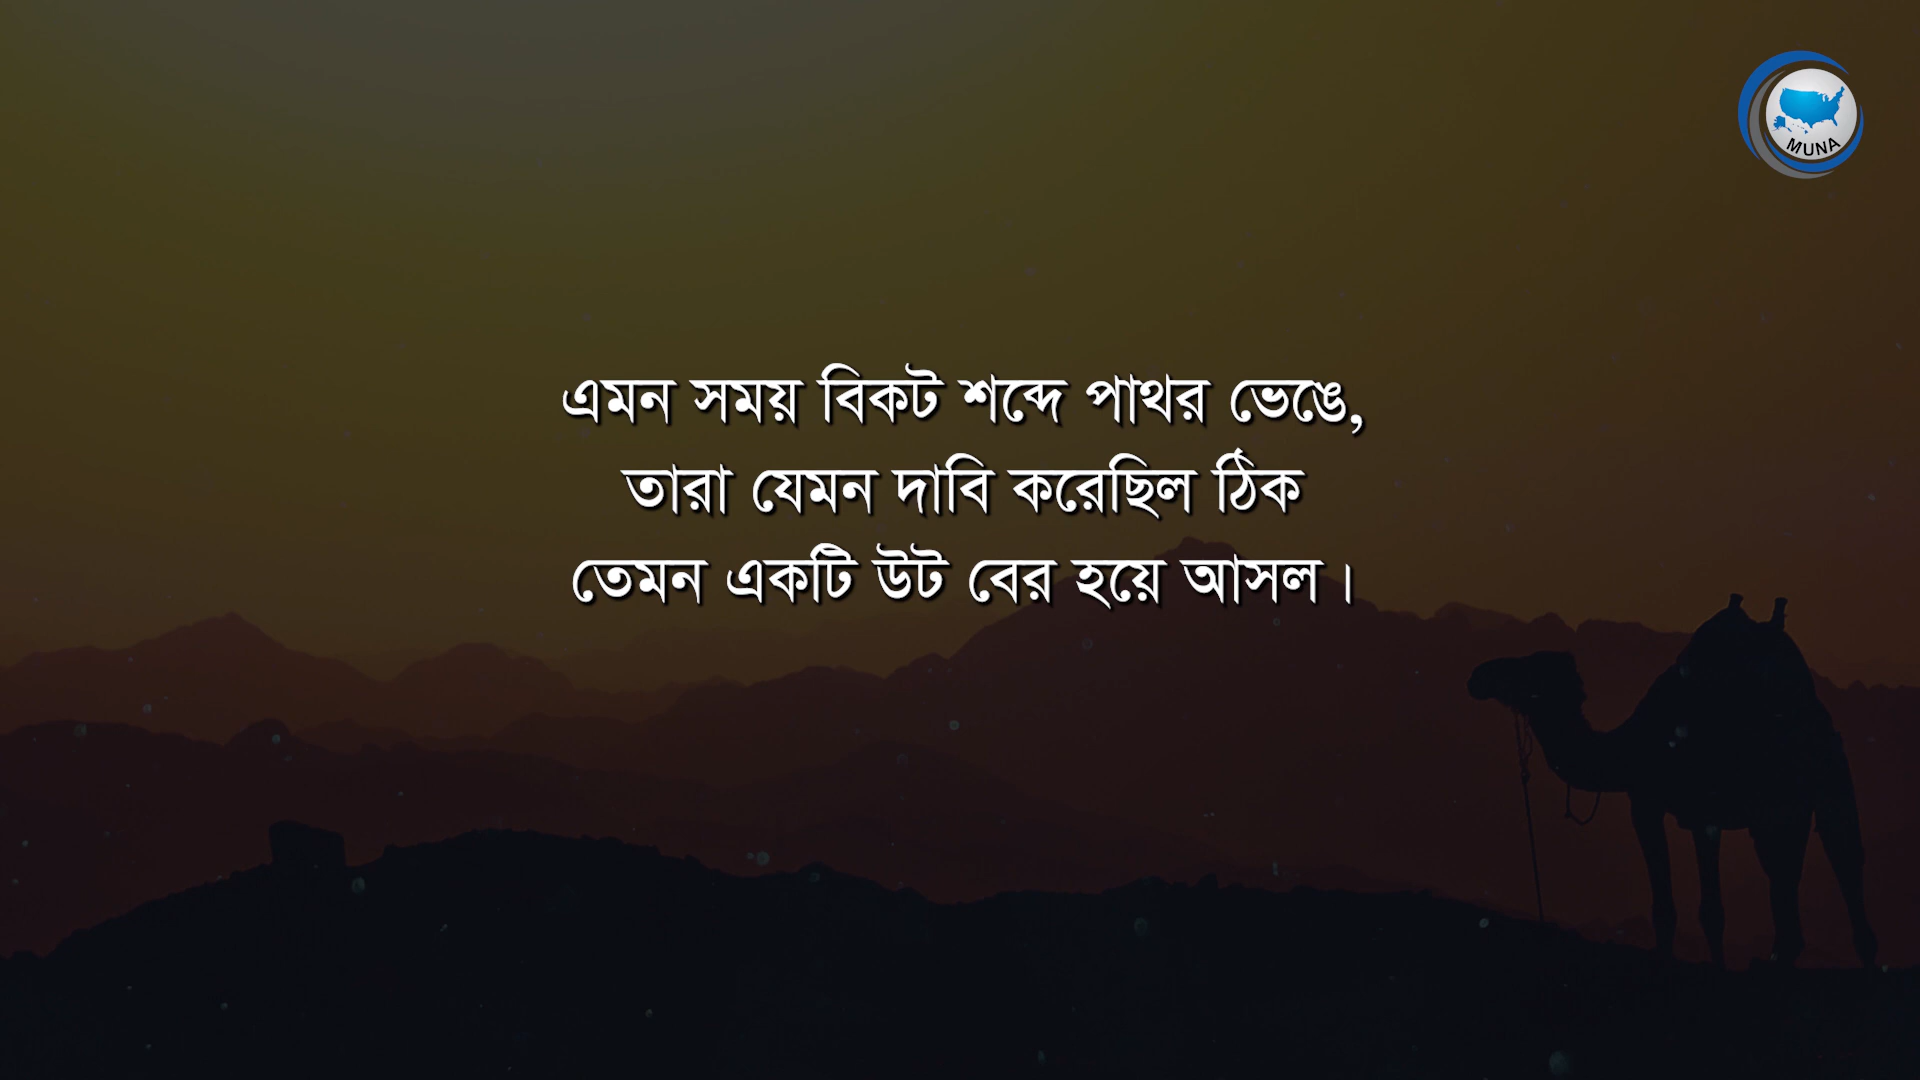 MUNA
এমন সময় বিকট শব্দে পাথর ভেঙে,
তারা যেমন দাবি করেছিল ঠিক
তেমন একটি উট বের হয়ে আসল।